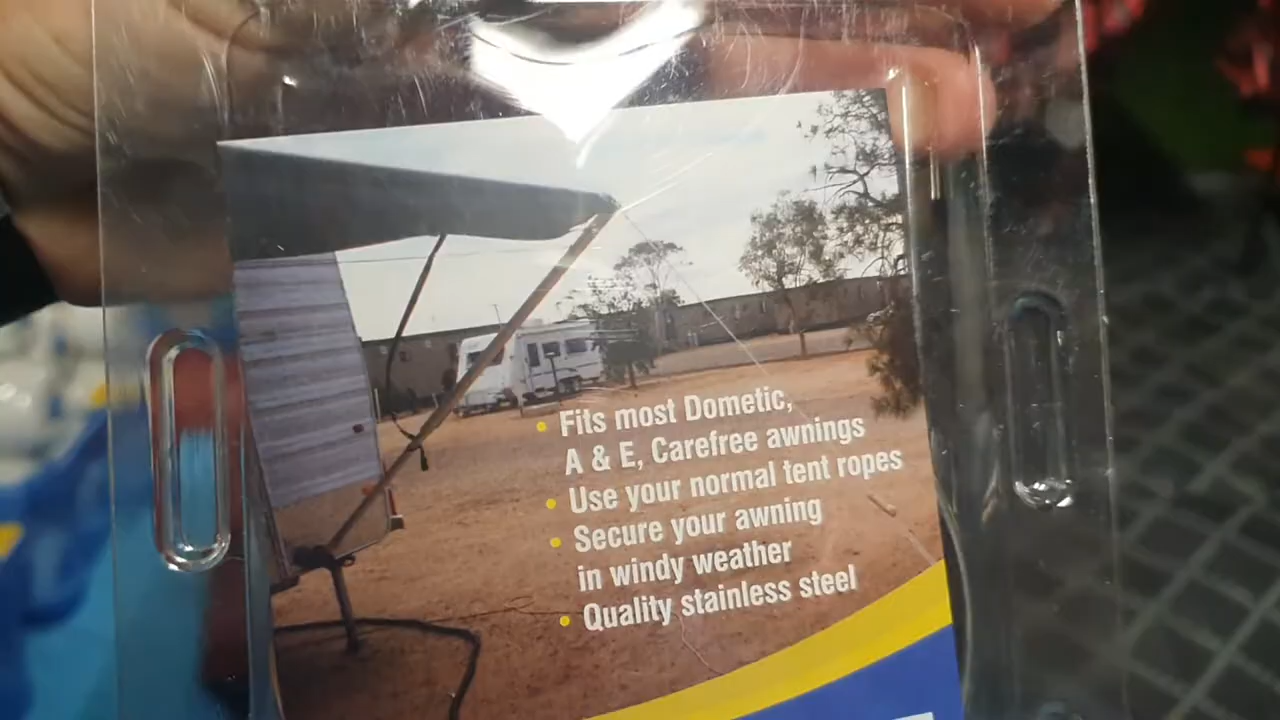 • Fits most Dometic,
A & E, Carefree awnings
• Use your normal tent ropes
• Secure your awning
in windy weather
• Quality stainless steel